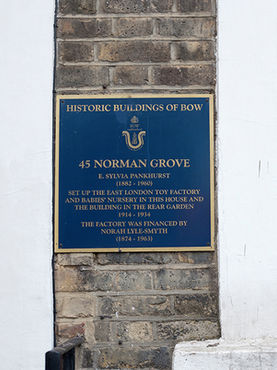 HISTORIC BUILDINGS OF BOW
BOW
45 NORMAN GROVE
E. SYLVIA PANKHURST
(1882 - 1960)
SET UP THE EAST LONDON TOY FACTORY
AND BABIES' NURSERY IN THIS HOUSE AND
THE BUILDING IN THE REAR GARDEN
1914 - 1934
THE FACTORY WAS FINANCED BY
NORAH LYLE-SMYTH
(1874 - 1963)